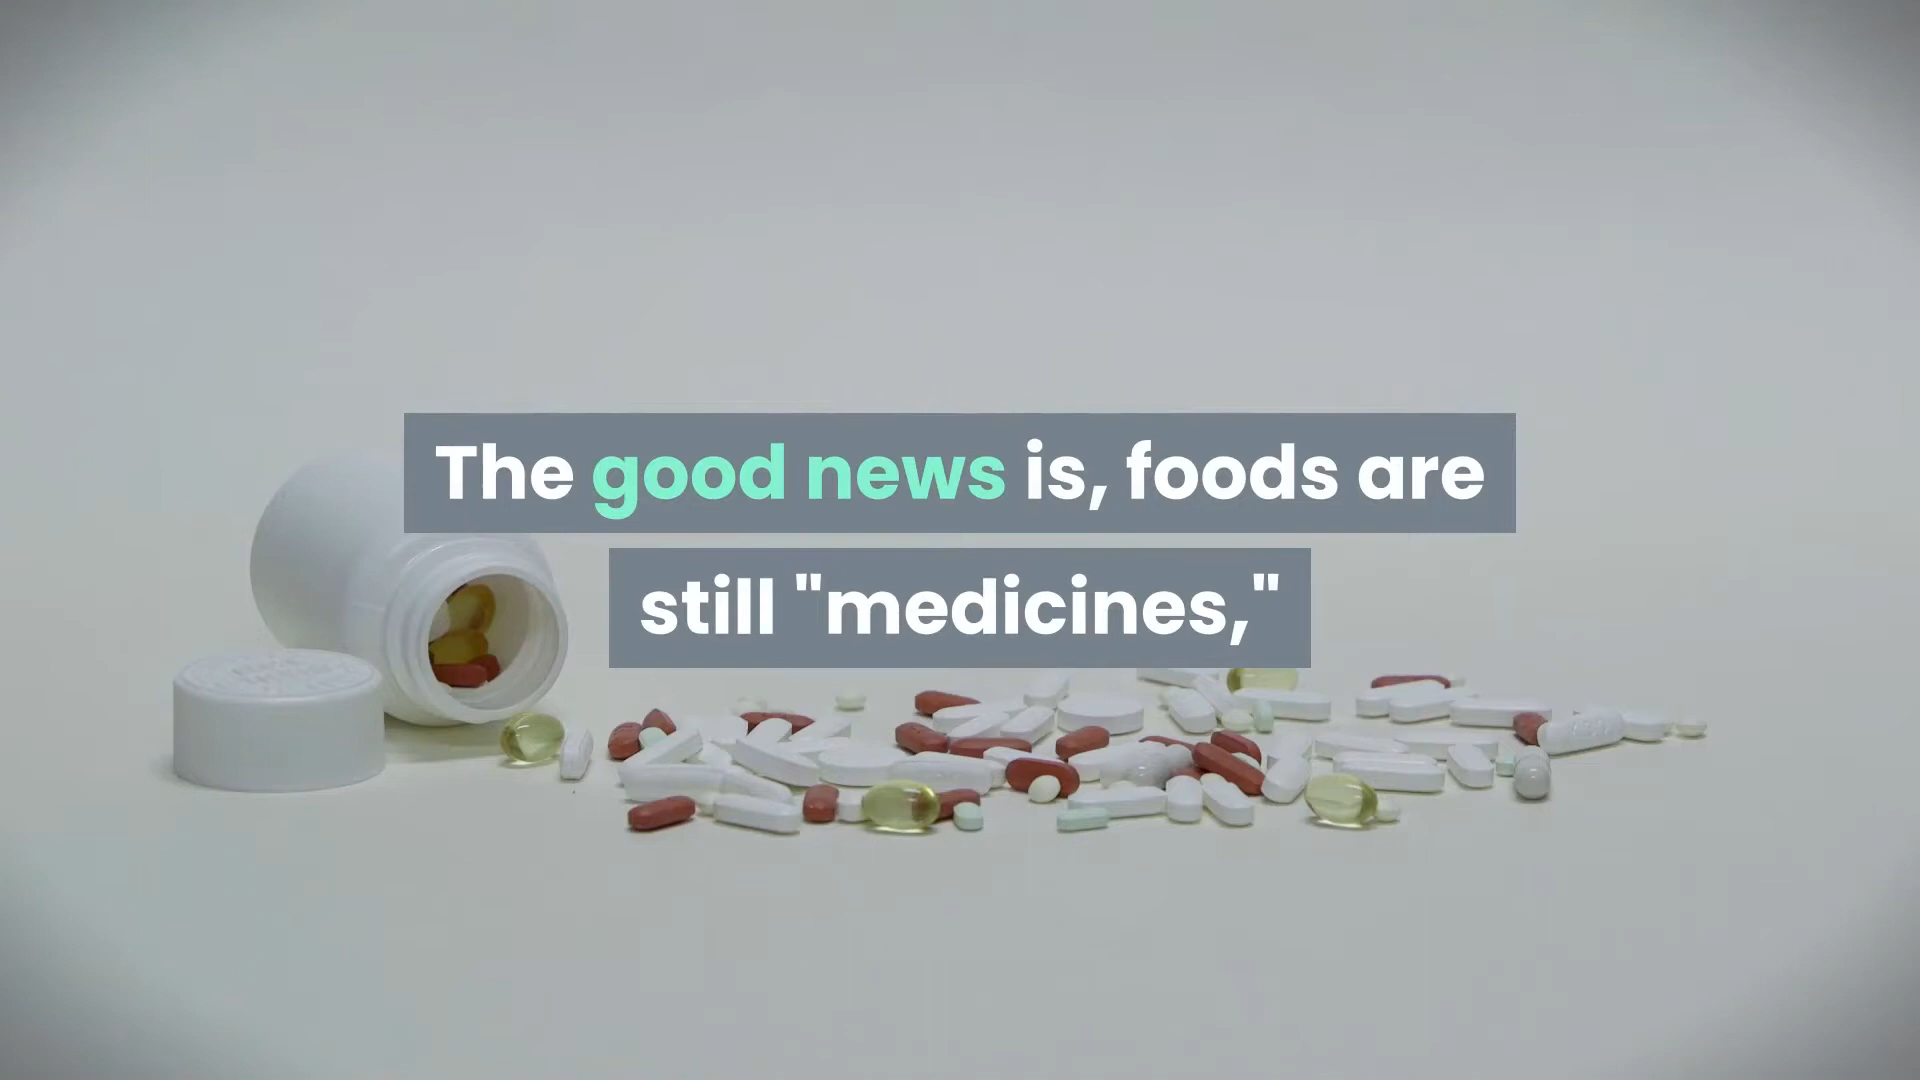 The good news is, foods are
still "medicines,"